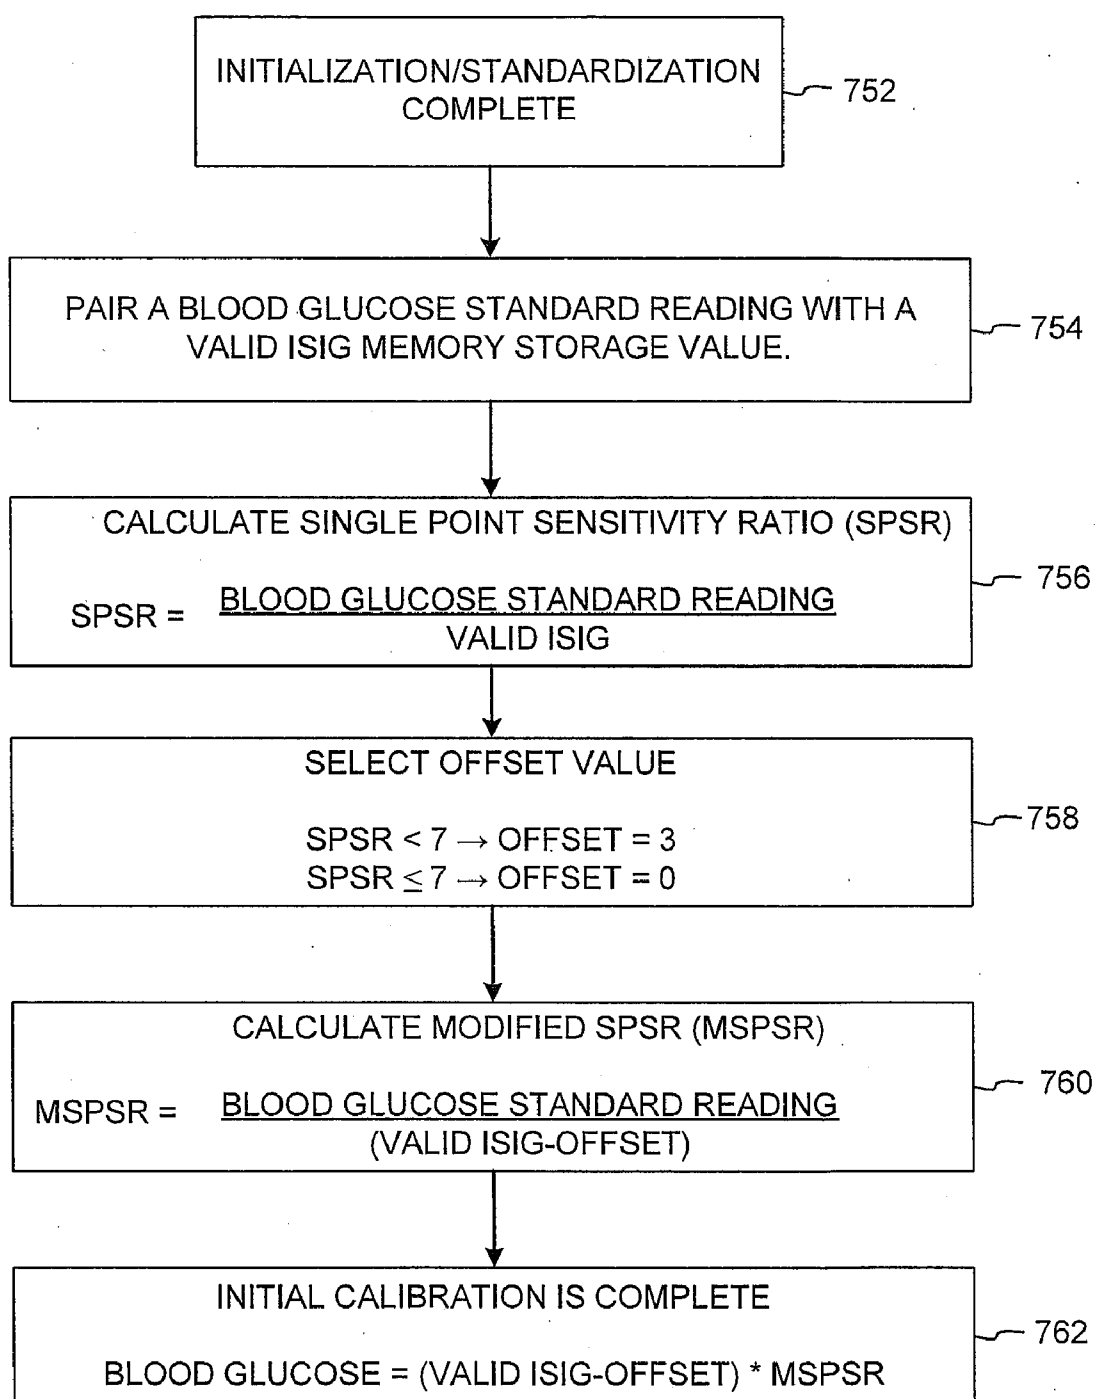 INITIALIZATION/STANDARDIZATION
COMPLETE
752
PAIR A BLOOD GLUCOSE STANDARD READING WITH A
VALID ISIG MEMORY STORAGE VALUE.
754
CALCULATE SINGLE POINT SENSITIVITY RATIO (SPSR)
SPSR = BLOOD GLUCOSE STANDARD READING
VALID ISIG
756
SELECT OFFSET VALUE
SPSR < 7 → OFFSET = 3
SPSR ≤ 7 → OFFSET = 0
758
CALCULATE MODIFIED SPSR (MSPSR)
MSPSR = BLOOD GLUCOSE STANDARD READING
(VALID ISIG-OFFSET)
760
INITIAL CALIBRATION IS COMPLETE
BLOOD GLUCOSE = (VALID ISIG-OFFSET) * MSPSR
762